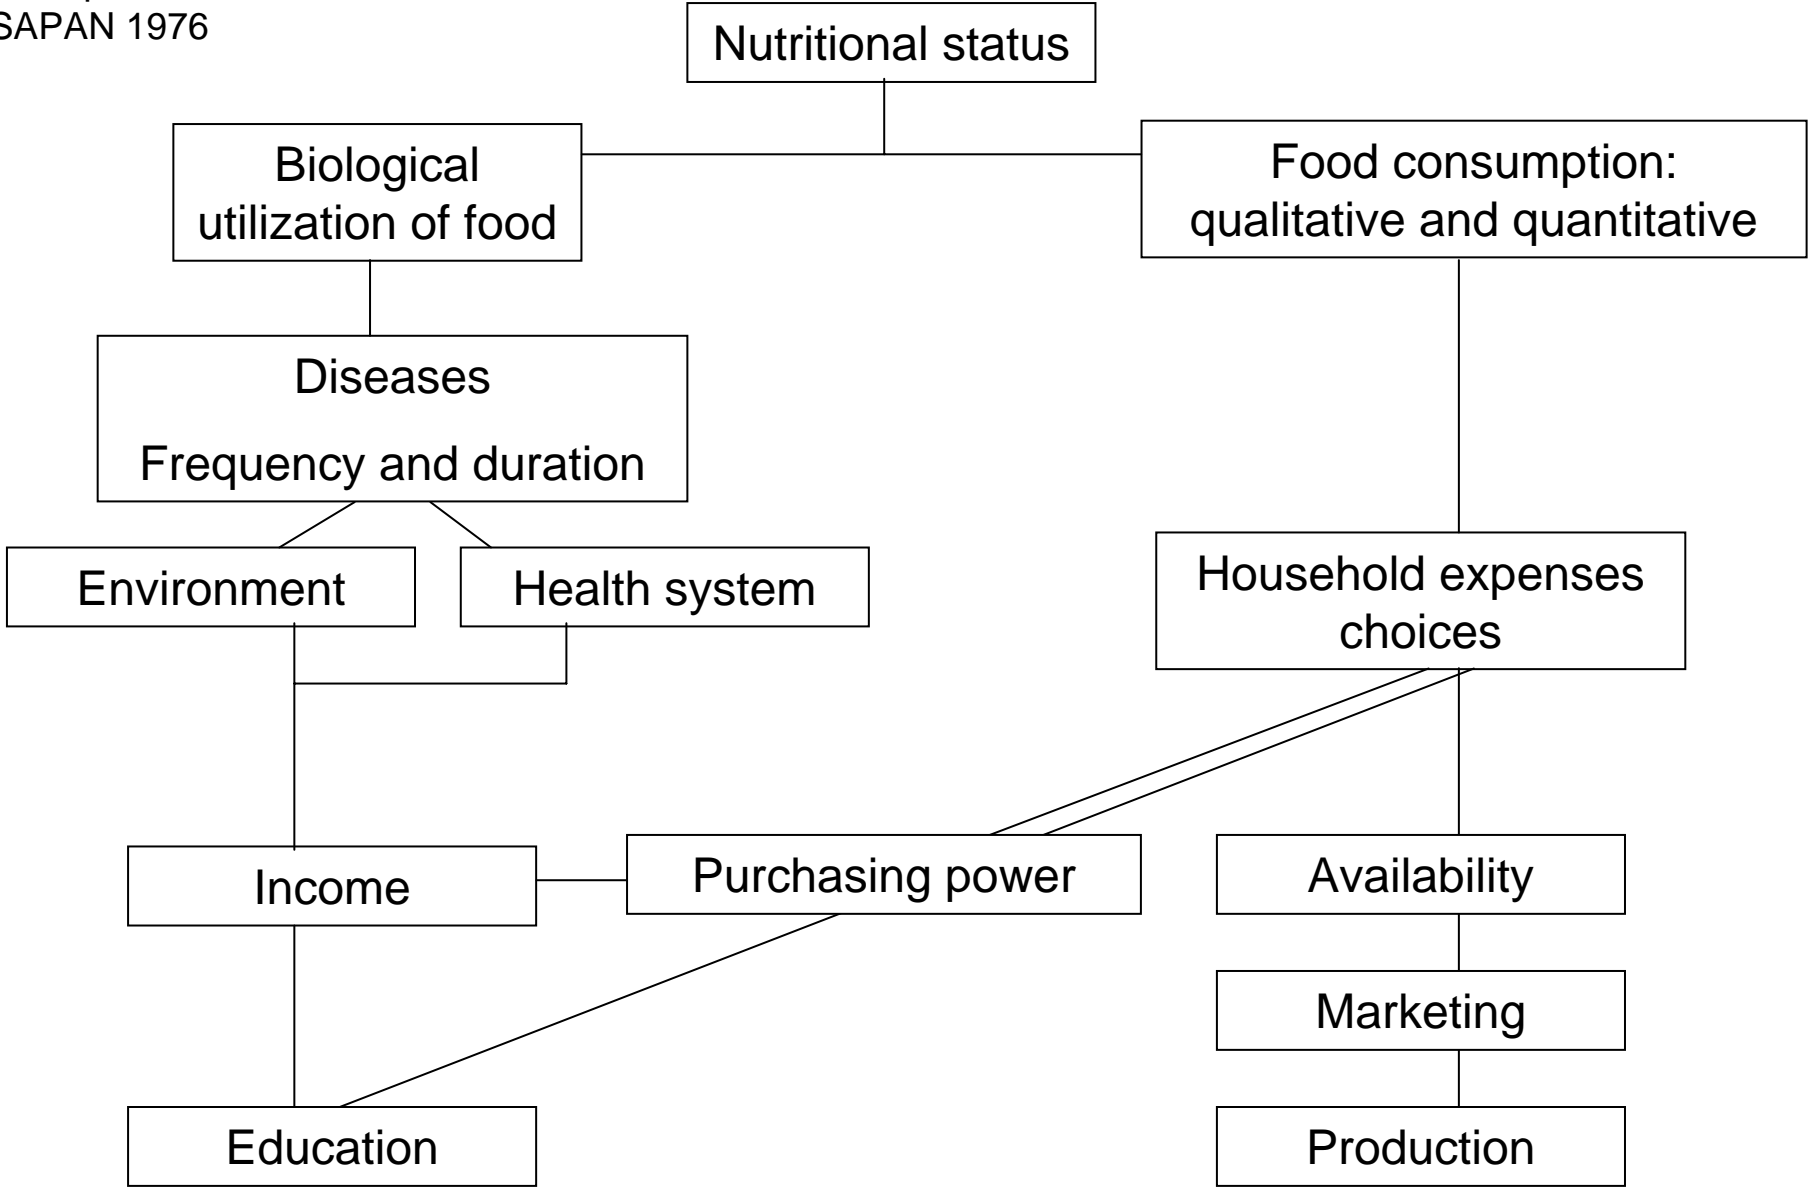 SAPAN 1976
Nutritional status
Biological
utilization of food
Food consumption:
qualitative and quantitative
Diseases
Frequency and duration
Environment
Health system
Household expenses
choices
Income
Purchasing power
Availability
Marketing
Education
Production